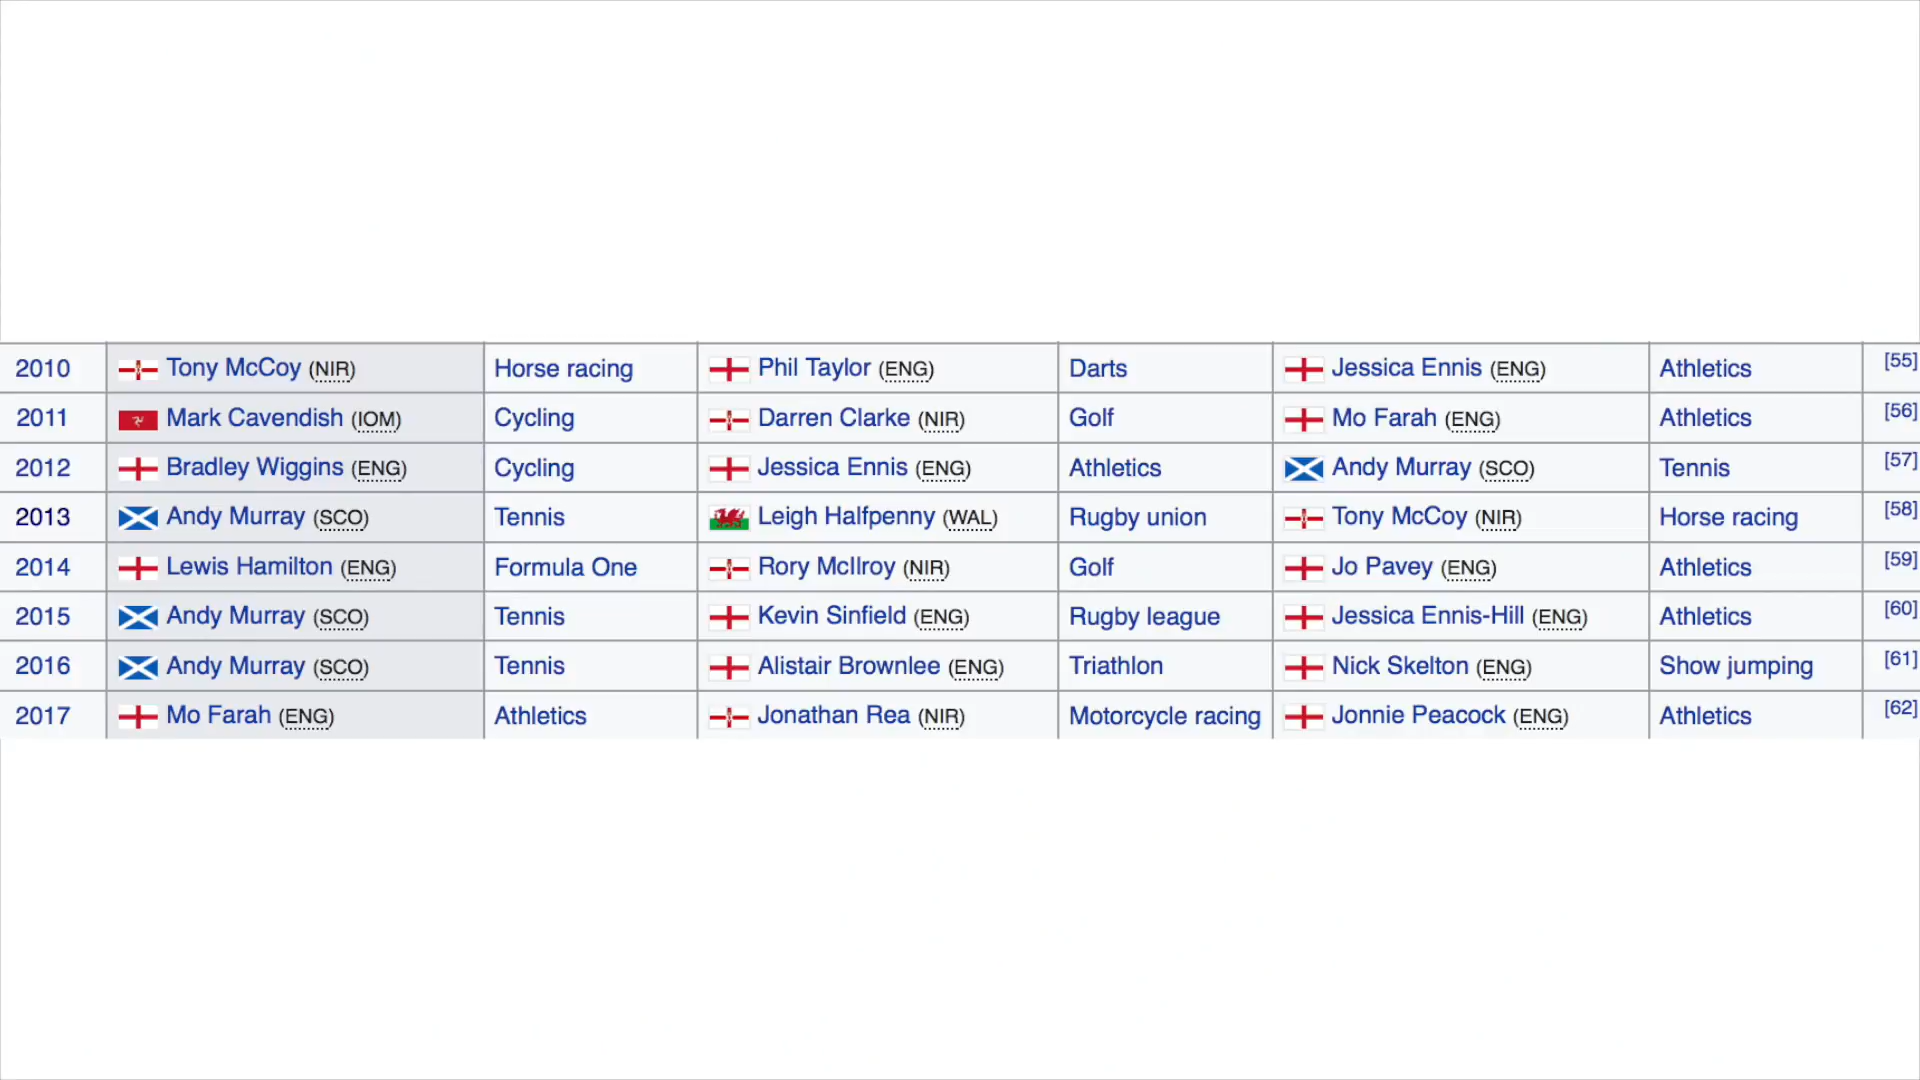 2010 Tony McCoy (NIR) Horse racing Phil Taylor (ENG) Darts Jessica Ennis (ENG) Athletics [55]
2011 Mark Cavendish (IOM) Cycling Darren Clarke (NIR) Golf Mo Farah (ENG) Athletics [56]
2012 Bradley Wiggins (ENG) Cycling Jessica Ennis (ENG) Athletics Andy Murray (SCO) Tennis [57]
2013 Andy Murray (SCO) Tennis Leigh Halfpenny (WAL) Rugby union Tony McCoy (NIR) Horse racing [58]
2014 Lewis Hamilton (ENG) Formula One Rory McIlroy (NIR) Golf Jo Pavey (ENG) Athletics [59]
2015 Andy Murray (SCO) Tennis Kevin Sinfield (ENG) Rugby league Jessica Ennis-Hill (ENG) Athletics [60]
2016 Andy Murray (SCO) Tennis Alistair Brownlee (ENG) Triathlon Nick Skelton (ENG) Show jumping [61]
2017 Mo Farah (ENG) Athletics Jonathan Rea (NIR) Motorcycle racing Jonnie Peacock (ENG) Athletics [62]